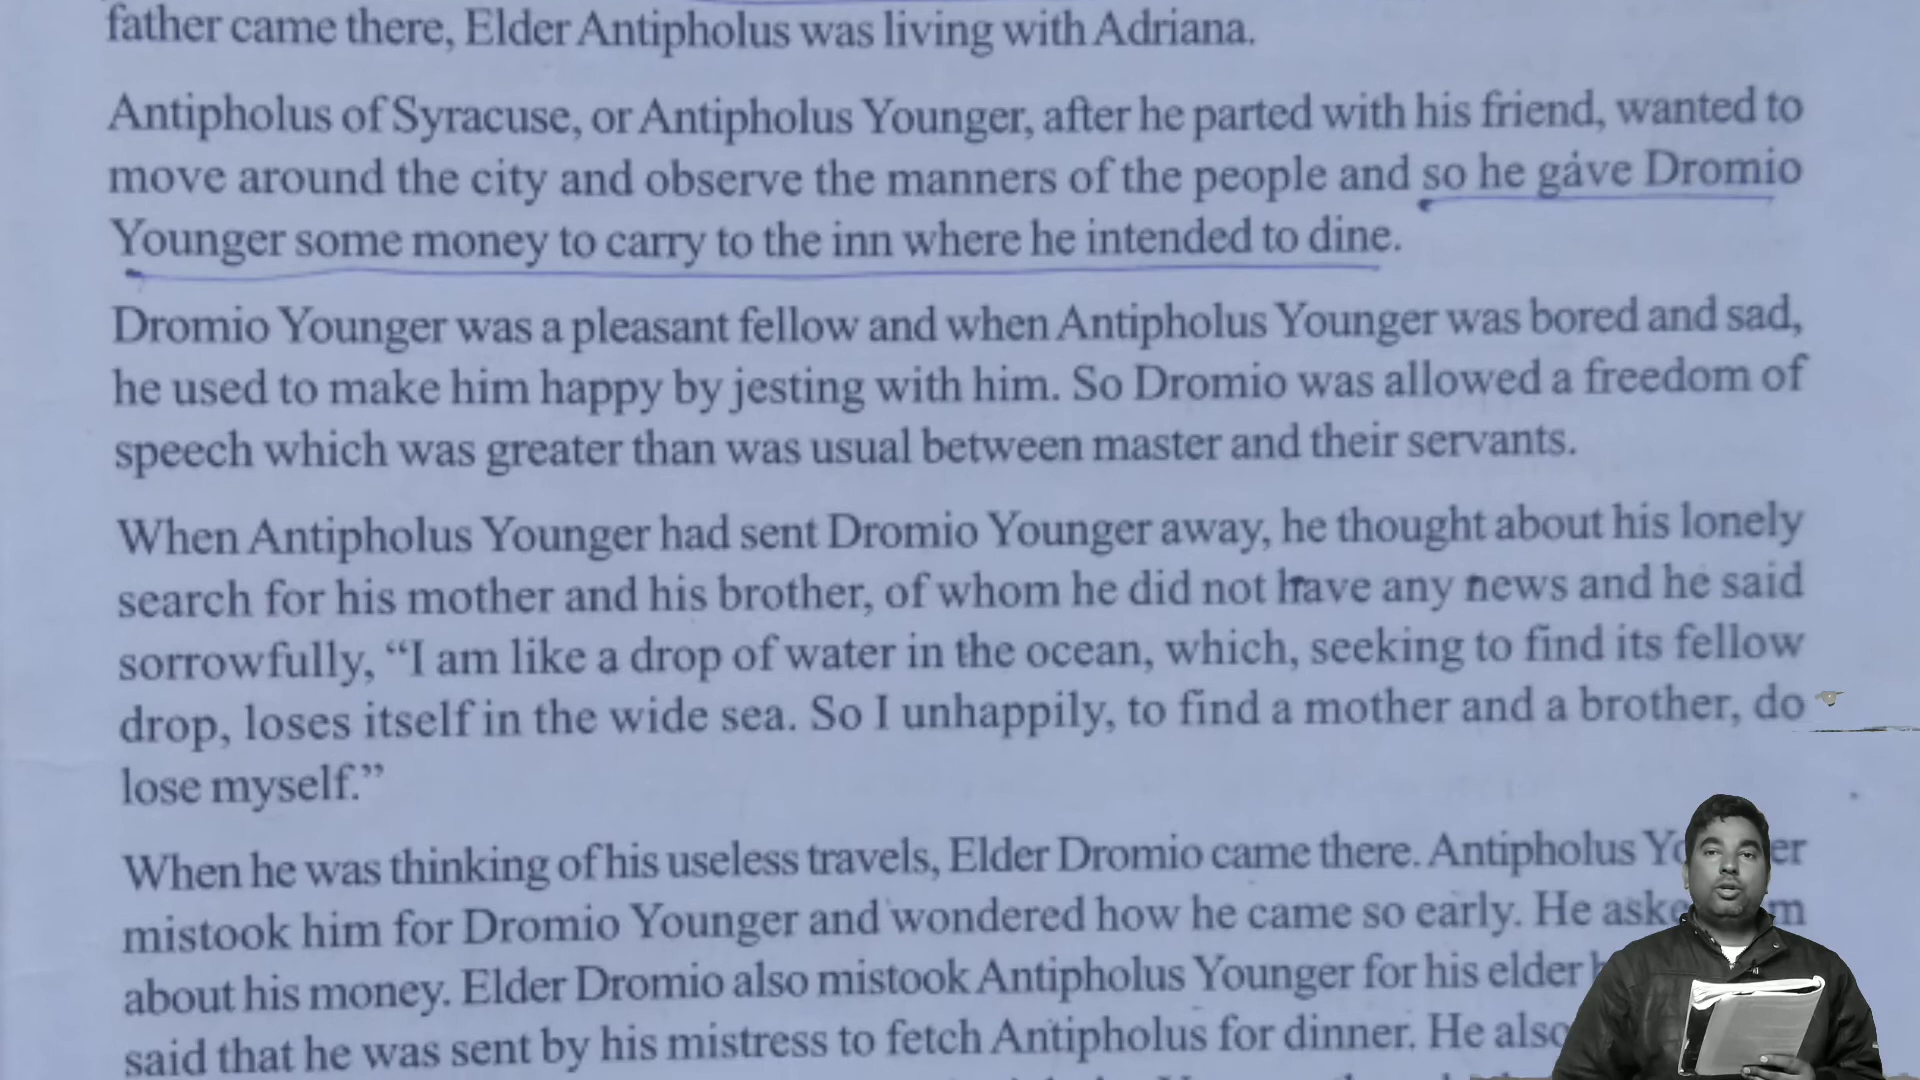 father came there, Elder Antipholus was living with Adriana.
Antipholus of Syracuse, or Antipholus Younger, after he parted with his friend, wanted to
move around the city and observe the manners of the people and so he gave Dromio
Younger some money to carry to the inn where he intended to dine.
Dromio Younger was a pleasant fellow and when Antipholus Younger was bored and sad,
he used to make him happy by jesting with him. So Dromio was allowed a freedom of
speech which was greater than was usual between master and their servants.
When Antipholus Younger had sent Dromio Younger away, he thought about his lonely
search for his mother and his brother, of whom he did not have any news and he said
sorrowfully, “I am like a drop of water in the ocean, which, seeking to find its fellow
drop, loses itself in the wide sea. So I unhappily, to find a mother and a brother, do
lose myself.”
When he was thinking of his useless travels, Elder Dromio came there. Antipholus
mistook him for Dromio Younger and wondered how he came so early. He
about his money. Elder Dromio also mistook Antipholus Younger for his elder
said that he was sent by his mistress to fetch Antipholus for dinner. He